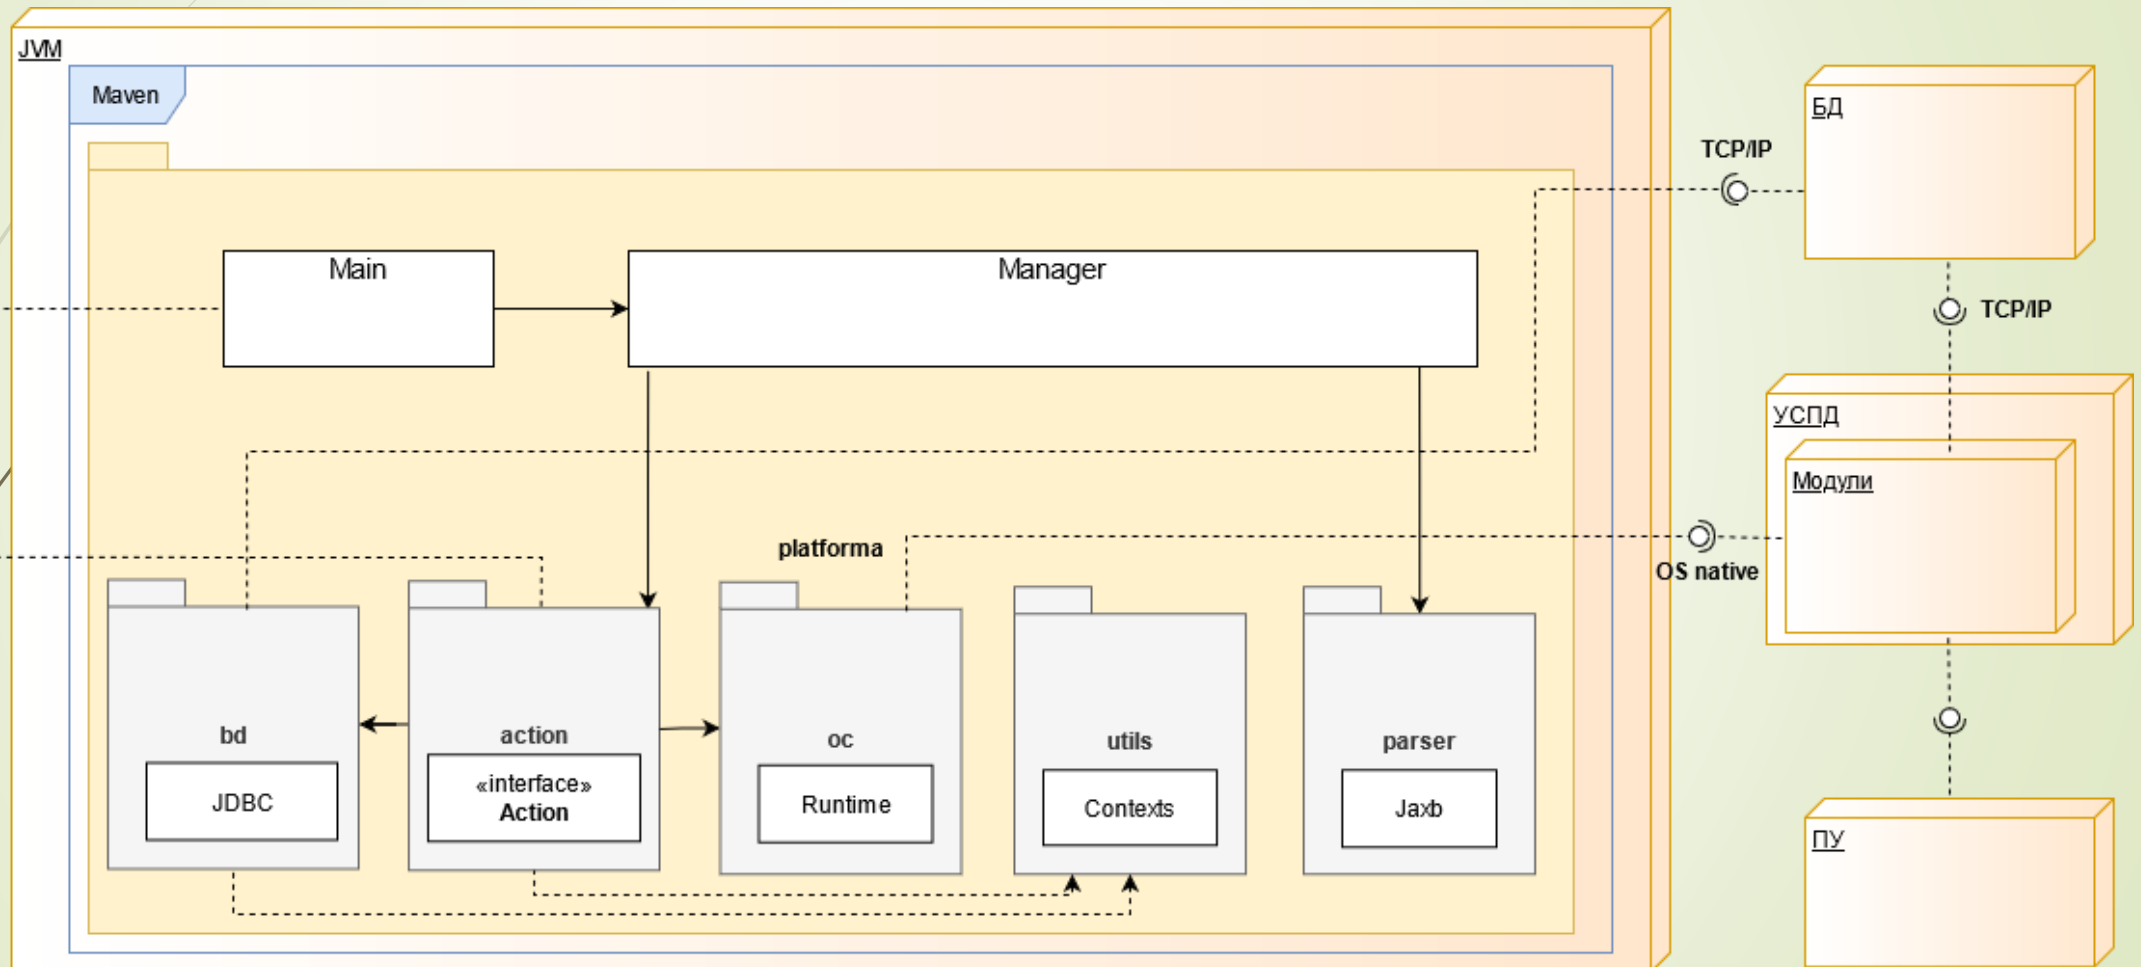 JVM
Maven
БД
TCP/IP
Main
Manager
TCP/IP
УСПД
Модули
platforma
OS native
bd
action
oc
utils
parser
JDBC
«interface»
Action
Runtime
Contexts
Jaxb
ПУ